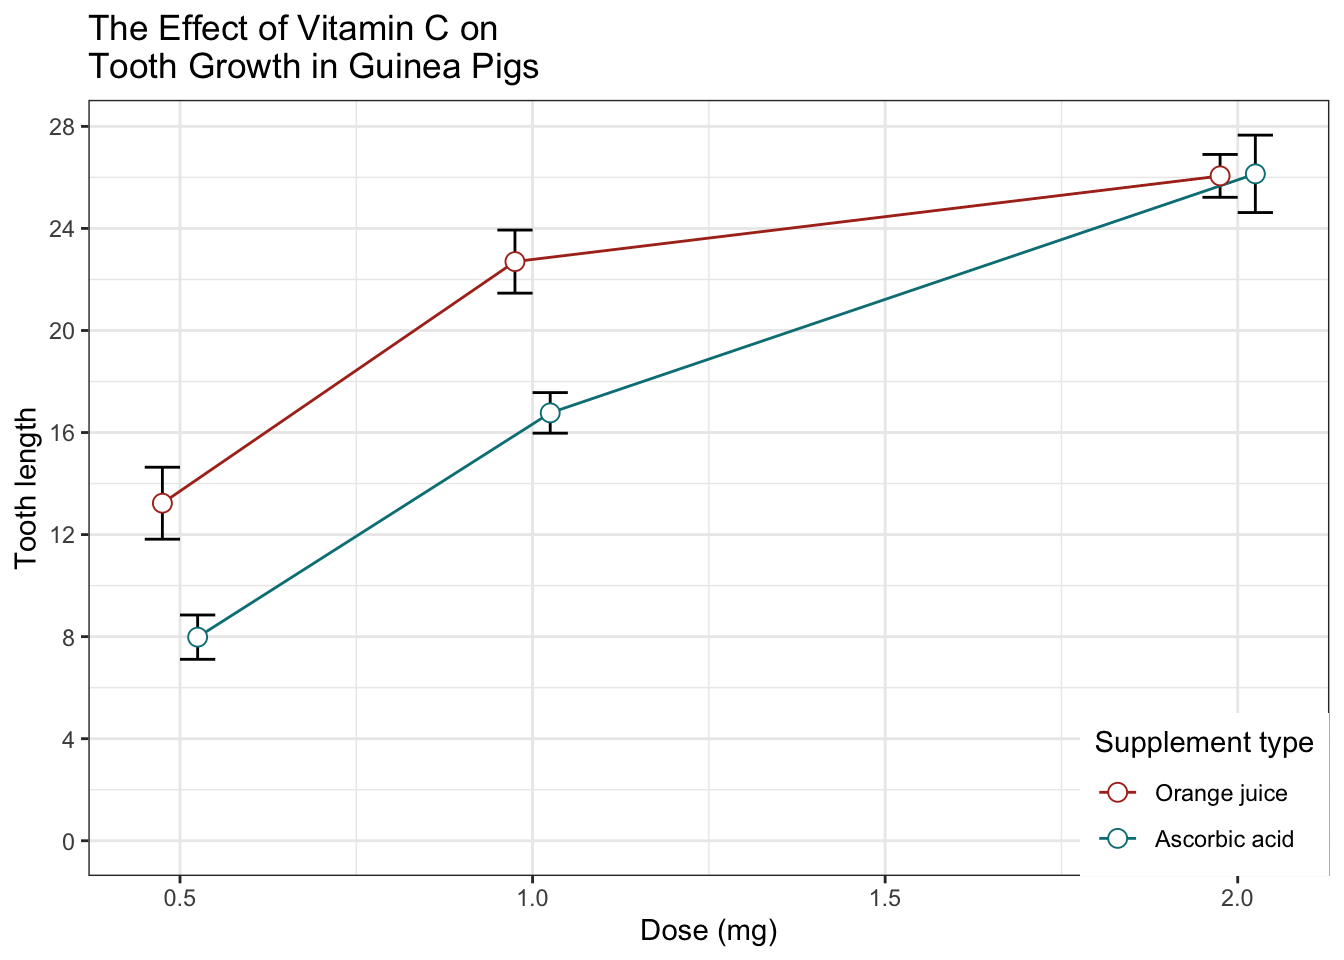 The Effect of Vitamin C on
Tooth Growth in Guinea Pigs
Tooth length
28
24
20
16
12
8
4
0
0.5
1.0
1.5
2.0
Dose (mg)
Supplement type
Orange juice
Ascorbic acid